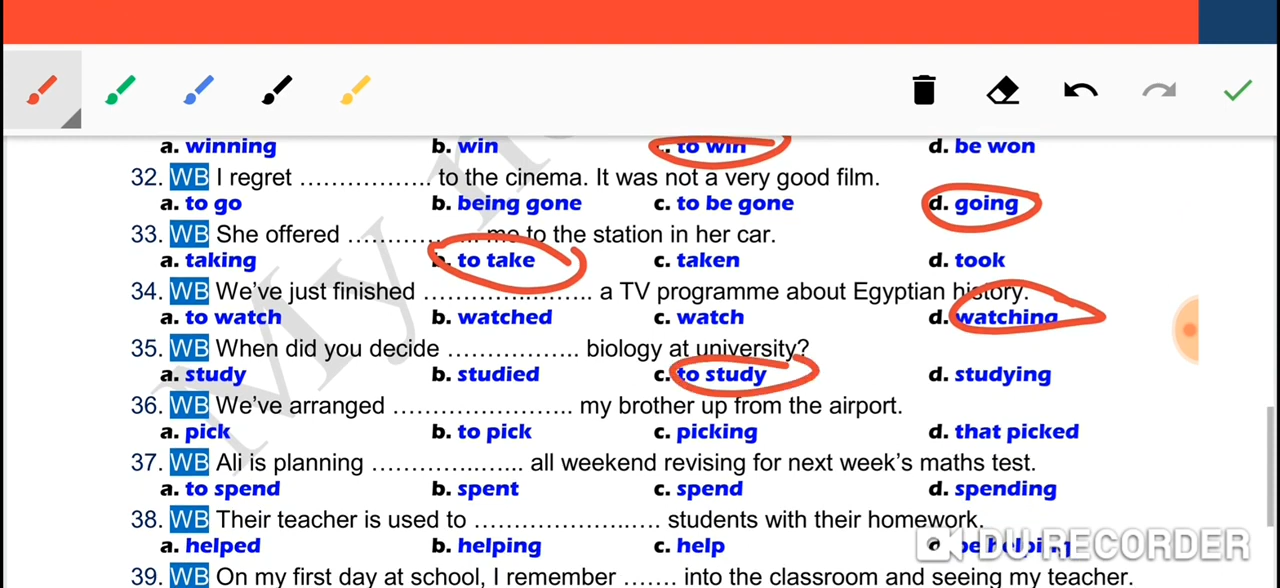 a. winning b. win c. to win d. be won
32. WB I regret ……………… to the cinema. It was not a very good film.
a. to go b. being gone c. to be gone d. going
33. WB She offered ……………… me to the station in her car.
a. taking b. to take c. taken d. took
34. WB We've just finished …………………… a TV programme about Egyptian history.
a. to watch b. watched c. watch d. watching
35. WB When did you decide ……………… biology at university?
a. study b. studied c. to study d. studying
36. WB We've arranged …………………… my brother up from the airport.
a. pick b. to pick c. picking d. that picked
37. WB Ali is planning ………………… all weekend revising for next week's maths test.
a. to spend b. spent c. spend d. spending
38. WB Their teacher is used to ……………………… students with their homework.
a. helped b. helping c. help d. be helping
DU RECORDER
39. WB On my first day at school, I remember ……. into the classroom and seeing my teacher.
My